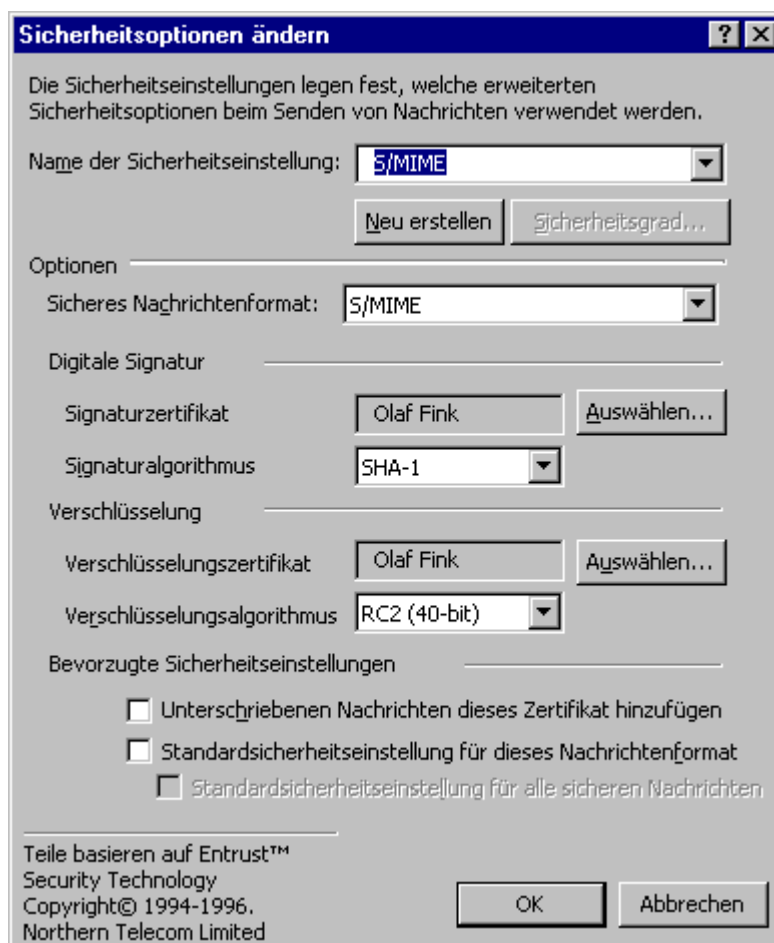 Sicherheitsoptionen ändern
Die Sicherheitseinstellungen legen fest, welche erweiterten
Sicherheitsoptionen beim Senden von Nachrichten verwendet werden.
Name der Sicherheitseinstellung: S/MIME
Neu erstellen Sicherheitsgrad...
Optionen
Sicheres Nachrichtenformat: S/MIME
Digitale Signatur
Signaturzertifikat Olaf Fink Auswählen...
Signaturalgorithmus SHA-1
Verschlüsselung
Verschlüsselungszertifikat Olaf Fink Auswählen...
Verschlüsselungsalgorithmus RC2 (40-bit)
Bevorzugte Sicherheitseinstellungen
Unterschriebenen Nachrichten dieses Zertifikat hinzufügen
Standardsicherheitseinstellung für dieses Nachrichtenformat
Standardsicherheitseinstellung für alle sicheren Nachrichten
Teile basieren auf Entrust™
Security Technology
Copyright© 1994-1996.
Northern Telecom Limited
OK Abbrechen